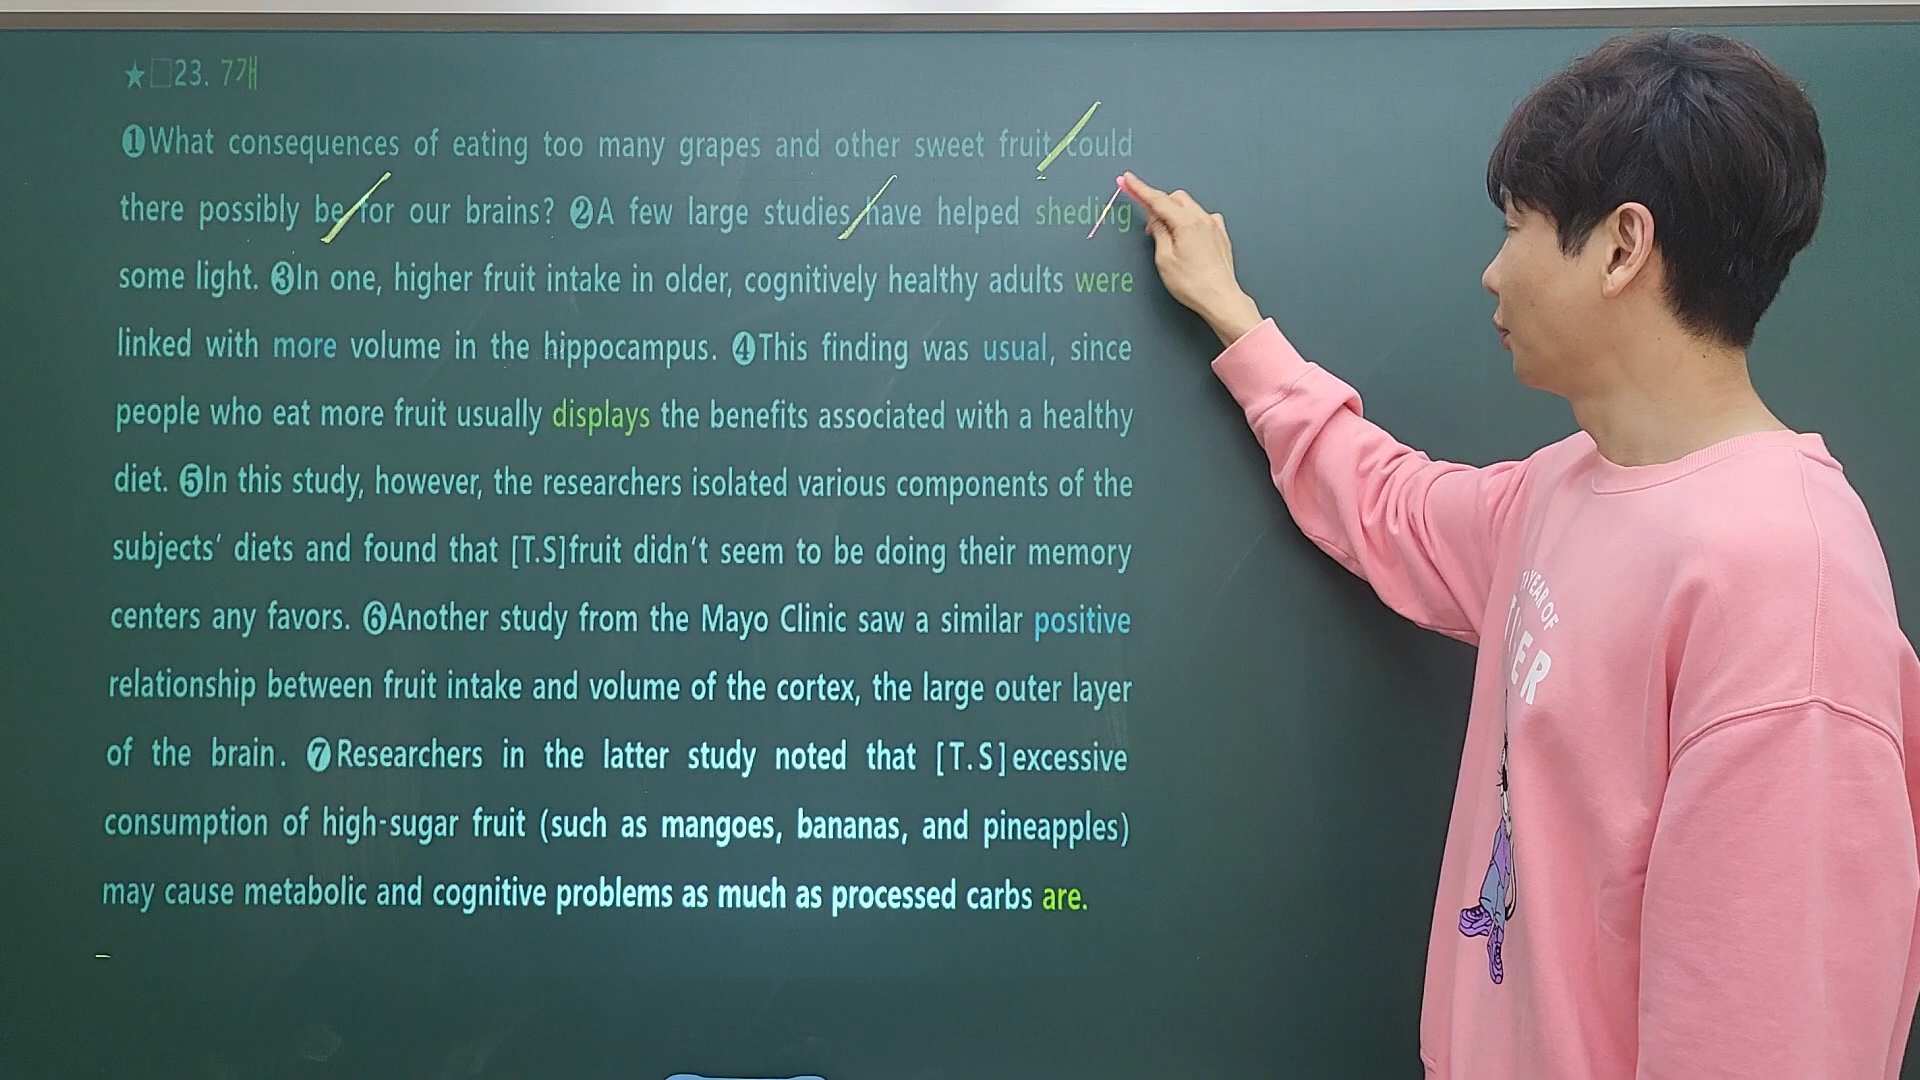 ★□23. 7개
❶What consequences of eating too many grapes and other sweet fruit could
there possibly be for our brains? ❷A few large studies have helped sheding
some light. ❸In one, higher fruit intake in older, cognitively healthy adults were
linked with more volume in the hippocampus. ❹This finding was usual, since
people who eat more fruit usually displays the benefits associated with a healthy
diet. ❺In this study, however, the researchers isolated various components of the
subjects’ diets and found that [T.S]fruit didn’t seem to be doing their memory
centers any favors. ❻Another study from the Mayo Clinic saw a similar positive
relationship between fruit intake and volume of the cortex, the large outer layer
of the brain. ❼Researchers in the latter study noted that [T.S]excessive
consumption of high-sugar fruit (such as mangoes, bananas, and pineapples)
may cause metabolic and cognitive problems as much as processed carbs are.
YEAR OF